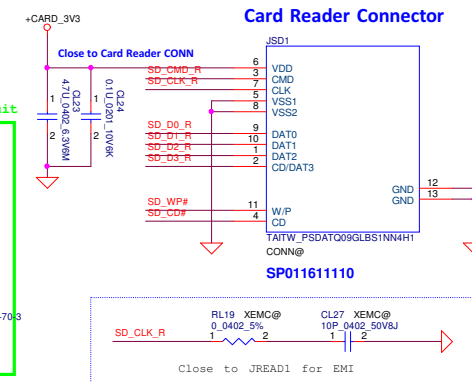 Card Reader Connector
+CARD_3V3
JSD1
Close to Card Reader CONN
SD_CMD_R 6 VDD
SD_CLK_R 3 CMD
7 CLK
5 VSS1
8 VSS2
1 CL23 4.7U_0402_6.3V6M 2
1 CL24 0.1U_0201_10V6K 2
SD_D0_R 9 DAT0
SD_D1_R 10 DAT1
SD_D2_R 1 DAT2
SD_D3_R 2 CD/DAT3
GND 12
GND 13
SD_WP# 11 W/P
SD_CD# 4 CD
TAITW_PSDATQ09GLBS1NN4H1
CONN@
SP011611110
-70-3
RL19 XEMC@ CL27 XEMC@
0_0402_5% 10P_0402_50V8J
SD_CLK_R 1 2 1 2
Close to JREAD1 for EMI